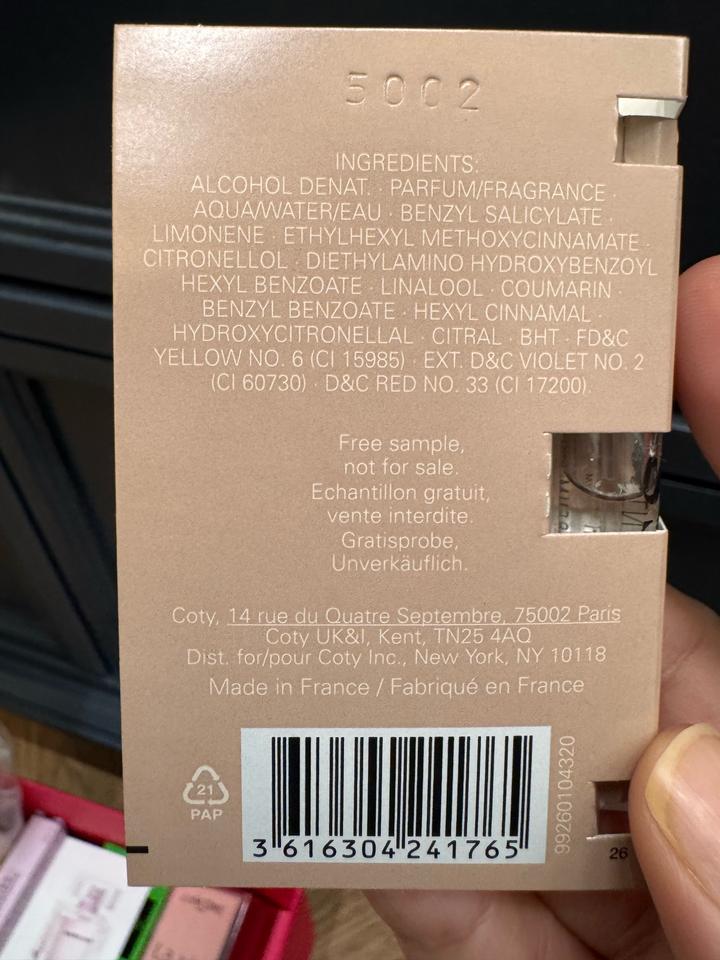 5002
INGREDIENTS:
ALCOHOL DENAT. · PARFUM/FRAGRANCE ·
AQUA/WATER/EAU · BENZYL SALICYLATE ·
LIMONENE · ETHYLHEXYL METHOXYCINNAMATE ·
CITRONELLOL · DIETHYLAMINO HYDROXYBENZOYL
HEXYL BENZOATE · LINALOOL · COUMARIN ·
BENZYL BENZOATE · HEXYL CINNAMAL ·
HYDROXYCITRONELLAL · CITRAL · BHT · FD&C
YELLOW NO. 6 (CI 15985) · EXT. D&C VIOLET NO. 2
(CI 60730) · D&C RED NO. 33 (CI 17200).
Free sample,
not for sale.
Echantillon gratuit,
vente interdite.
Gratisprobe,
Unverkäuflich.
Coty, 14 rue du Quatre Septembre, 75002 Paris
Coty UK&I, Kent, TN25 4AQ
Dist. for/pour Coty Inc., New York, NY 10118
Made in France / Fabriqué en France
21
PAP
3 616304 241765
99260104320
26